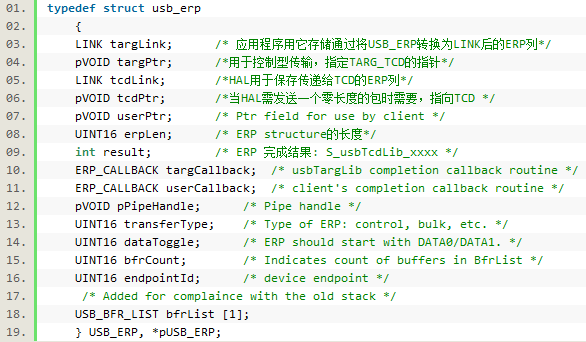 01. typedef struct usb_erp
02. {
03. LINK targLink; /* 应用程序用它存储通过将USB_ERP转换为LINK后的ERP列*/
04. pVOID targPtr; /*用于控制型传输，指定TARG_TCD的指针*/
05. LINK tcdLink; /*HAL用于保存传递给TCD的ERP列*/
06. pVOID tcdPtr; /*当HAL需发送一个零长度的包时需要，指向TCD */
07. pVOID userPtr; /* Ptr field for use by client */
08. UINT16 erpLen; /* ERP structure的长度*/
09. int result; /* ERP 完成结果: S_usbTcdLib_xxxx */
10. ERP_CALLBACK targCallback; /* usbTargLib completion callback routine */
11. ERP_CALLBACK userCallback; /* client's completion callback routine */
12. pVOID pPipeHandle; /* Pipe handle */
13. UINT16 transferType; /* Type of ERP: control, bulk, etc. */
14. UINT16 dataToggle; /* ERP should start with DATA0/DATA1. */
15. UINT16 bfrCount; /* Indicates count of buffers in BfrList */
16. UINT16 endpointId; /* device endpoint */
17. /* Added for complaince with the old stack */
18. USB_BFR_LIST bfrList [1];
19. } USB_ERP, *pUSB_ERP;